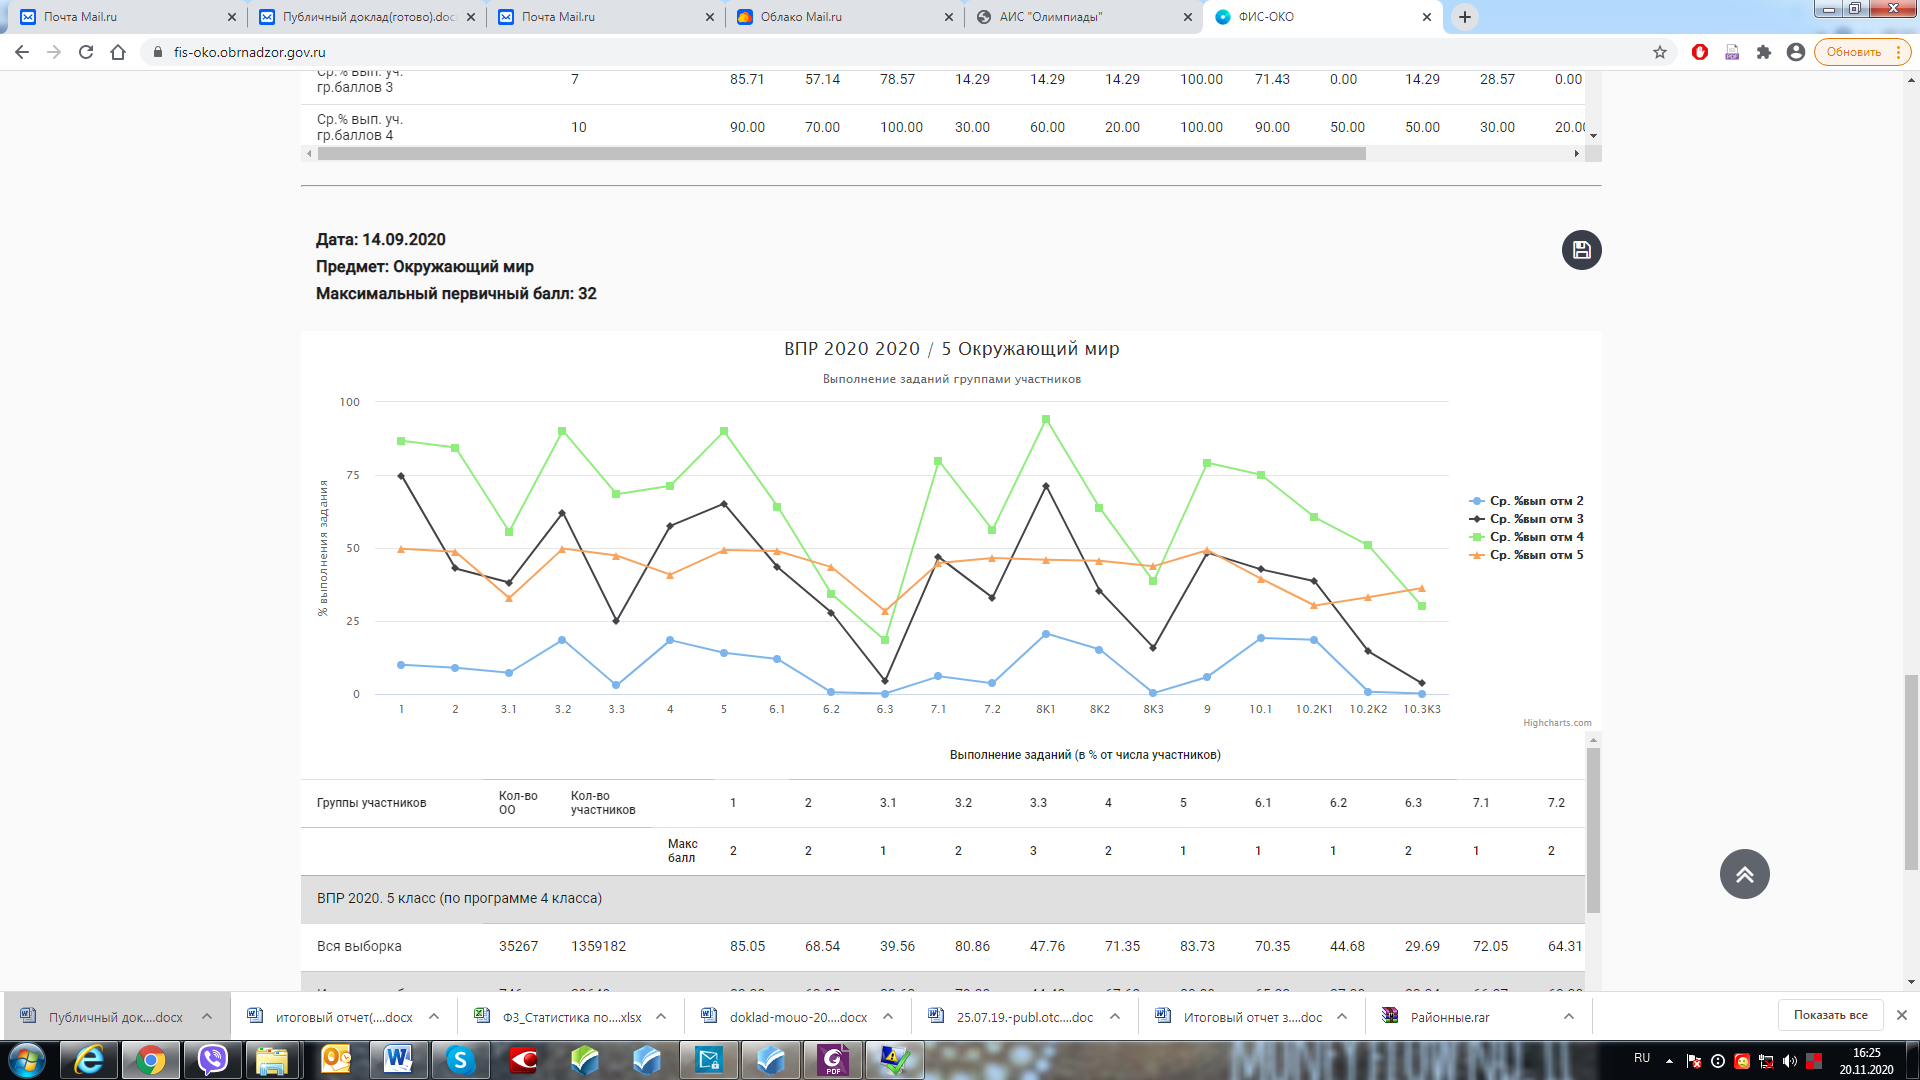 Почта Mail.ru
Публичный доклад(готово).doc
Почта Mail.ru
Облако Mail.ru
АИС "Олимпиады"
ФИС-ОКО
fis-oko.obrnadzor.gov.ru
Обновить
Ср.% вып. уч. гр.баллов 3 7 85.71 57.14 78.57 14.29 14.29 14.29 100.00 71.43 0.00 14.29 28.57 0.00
Ср.% вып. уч. гр.баллов 4 10 90.00 70.00 100.00 30.00 60.00 20.00 100.00 90.00 50.00 50.00 30.00 20.00
Дата: 14.09.2020
Предмет: Окружающий мир
Максимальный первичный балл: 32
ВПР 2020 2020 / 5 Окружающий мир
Выполнение заданий группами участников
% выполнения задания
100
75
50
25
0
1 2 3.1 3.2 3.3 4 5 6.1 6.2 6.3 7.1 7.2 8K1 8K2 8K3 9 10.1 10.2K1 10.2K2 10.3K3
Ср. %вып отм 2
Ср. %вып отм 3
Ср. %вып отм 4
Ср. %вып отм 5
Highcharts.com
Выполнение заданий (в % от числа участников)
Группы участников Кол-во ОО Кол-во участников 1 2 3.1 3.2 3.3 4 5 6.1 6.2 6.3 7.1 7.2
Макс балл 2 2 1 2 3 2 1 1 1 2 1 2
ВПР 2020. 5 класс (по программе 4 класса)
Вся выборка 35267 1359182 85.05 68.54 39.56 80.86 47.76 71.35 83.73 70.35 44.68 29.69 72.05 64.31
Публичный док....docx
итоговый отчет(....docx
ФЗ_Статистика по....xlsx
doklad-mouo-20....docx
25.07.19.-publ.otc....doc
Итоговый отчет з....doc
Районные.rar
Показать все
RU
16:25
20.11.2020